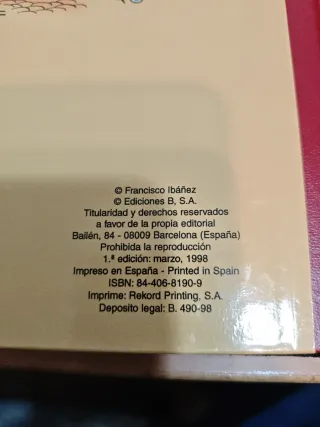 © Francisco Ibáñez
© Ediciones B, S.A.
Titularidad y derechos reservados
a favor de la propia editorial
Bailén, 84 - 08009 Barcelona (España)
Prohibida la reproducción
1.ª edición: marzo, 1998
Impreso en España - Printed in Spain
ISBN: 84-406-8190-9
Imprime: Rekord Printing, S.A.
Deposito legal: B. 490-98